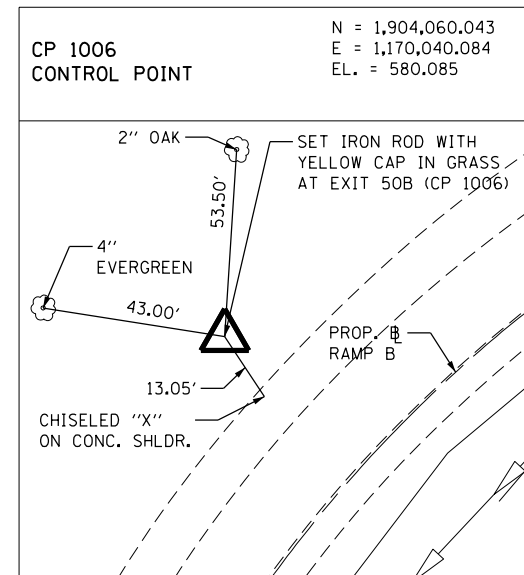 CP 1006
CONTROL POINT
N = 1,904,060.043
E = 1,170,040.084
EL. = 580.085
2'' OAK
SET IRON ROD WITH
YELLOW CAP IN GRASS
AT EXIT 50B (CP 1006)
53.50'
4''
EVERGREEN
43.00'
PROP. ℄
RAMP B
13.05'
CHISELED ''X''
ON CONC. SHLDR.